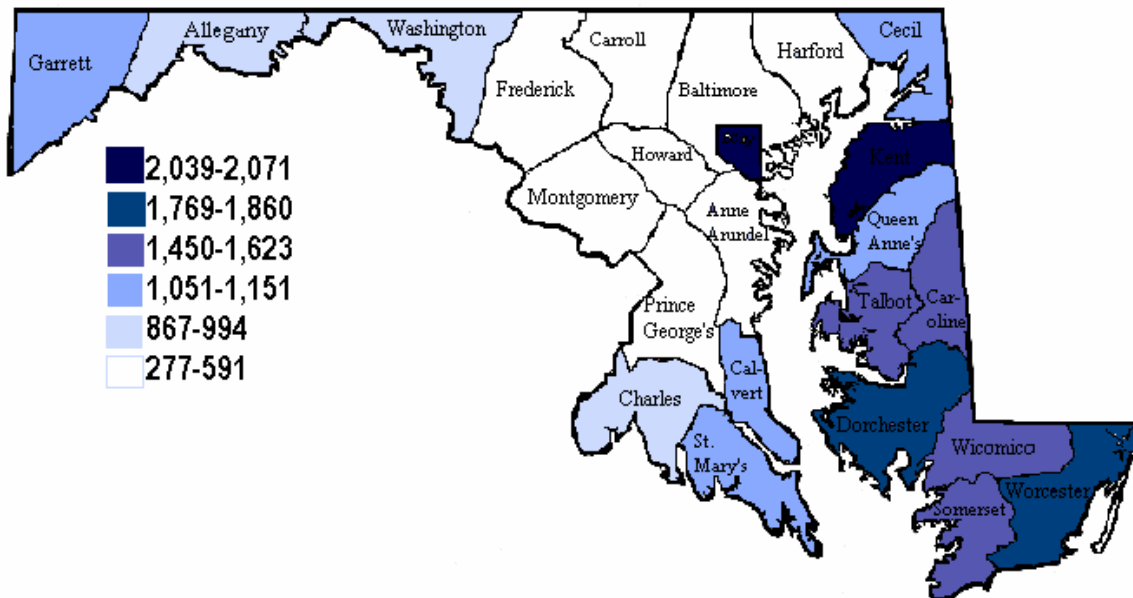 Garrett
Allegany
Washington
Frederick
Carroll
Baltimore
Harford
Cecil
Howard
Montgomery
Kent
Anne
Arundel
Queen
Anne's
Prince
George's
Talbot
Car-
oline
Cal-
vert
Charles
St.
Mary's
Dorchester
Wicomico
Worcester
Somerset
2,039-2,071
1,769-1,860
1,450-1,623
1,051-1,151
867-994
277-591